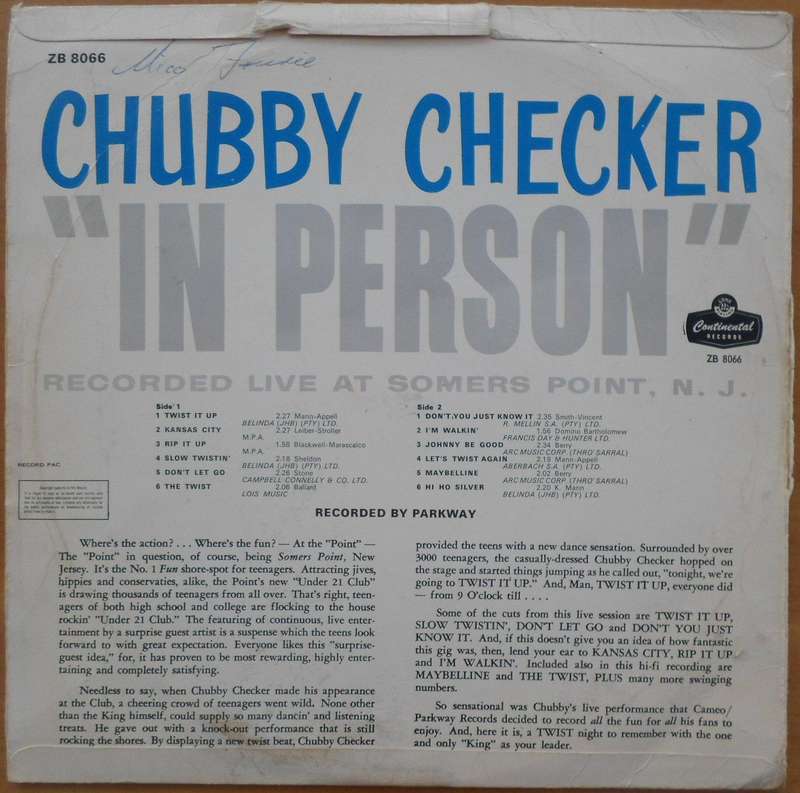 ZB 8066
CHUBBY CHECKER
"IN PERSON"
Continental
RECORDS
ZB 8066
RECORDED LIVE AT SOMERS POINT, N. J.
Side 1
1 TWIST IT UP 2.27 Mann-Appell
BELINDA (JHB) (PTY) LTD.
2 KANSAS CITY 2.27 Leiber-Stroller
M.P.A.
3 RIP IT UP 1.58 Blackwell-Marascalco
M.P.A.
4 SLOW TWISTIN' 2.18 Sheldon
BELINDA (JHB) (PTY) LTD.
5 DON'T LET GO 2.26 Stone
CAMPBELL CONNELLY & CO. LTD.
6 THE TWIST 2.06 Ballard
LOIS MUSIC
Side 2
1 DON'T.YOU JUST KNOW IT 2.35 Smith-Vincent
R. MELLIN S.A. (PTY) LTD.
2 I'M WALKIN' 1.56 Domino Bartholomew
FRANCIS DAY & HUNTER LTD.
3 JOHNNY BE GOOD 2.34 Berry
ARC MUSIC CORP. (THRO' SARRAL)
4 LET'S TWIST AGAIN 2.19 Mann-Appell
ABERBACH S.A. (PTY) LTD.
5 MAYBELLINE 2.02 Berry
ARC MUSIC CORP. (THRO' SARRAL)
6 HI HO SILVER 2.20 K. Mann
BELINDA (JHB) (PTY) LTD.
RECORD PAC
RECORDED BY PARKWAY
Where's the action? . . . Where's the fun? — At the "Point" —
The "Point" in question, of course, being Somers Point, New
Jersey. It's the No. 1 Fun shore-spot for teenagers. Attracting jives,
hippies and conservaties, alike, the Point's new "Under 21 Club"
is drawing thousands of teenagers from all over. That's right, teen-
agers of both high school and college are flocking to the house
rockin' "Under 21 Club." The featuring of continuous, live enter-
tainment by a surprise guest artist is a suspense which the teens look
forward to with great expectation. Everyone likes this "surprise-
guest idea," for, it has proven to be most rewarding, highly enter-
taining and completely satisfying.
Needless to say, when Chubby Checker made his appearance
at the Club, a cheering crowd of teenagers went wild. None other
than the King himself, could supply so many dancin' and listening
treats. He gave out with a knock-out performance that is still
rocking the shores. By displaying a new twist beat, Chubby Checker
provided the teens with a new dance sensation. Surrounded by over
3000 teenagers, the casually-dressed Chubby Checker hopped on
the stage and started things jumping as he called out, "tonight, we're
going to TWIST IT UP." And, Man, TWIST IT UP, everyone did
— from 9 O'clock till . . . .
Some of the cuts from this live session are TWIST IT UP,
SLOW TWISTIN', DON'T LET GO and DON'T YOU JUST
KNOW IT. And, if this doesn't give you an idea of how fantastic
this gig was, then, lend your ear to KANSAS CITY, RIP IT UP
and I'M WALKIN'. Included also in this hi-fi recording are
MAYBELLINE and THE TWIST, PLUS many more swinging
numbers.
So sensational was Chubby's live performance that Cameo/
Parkway Records decided to record all the fun for all his fans to
enjoy. And, here it is, a TWIST night to remember with the one
and only "King" as your leader.